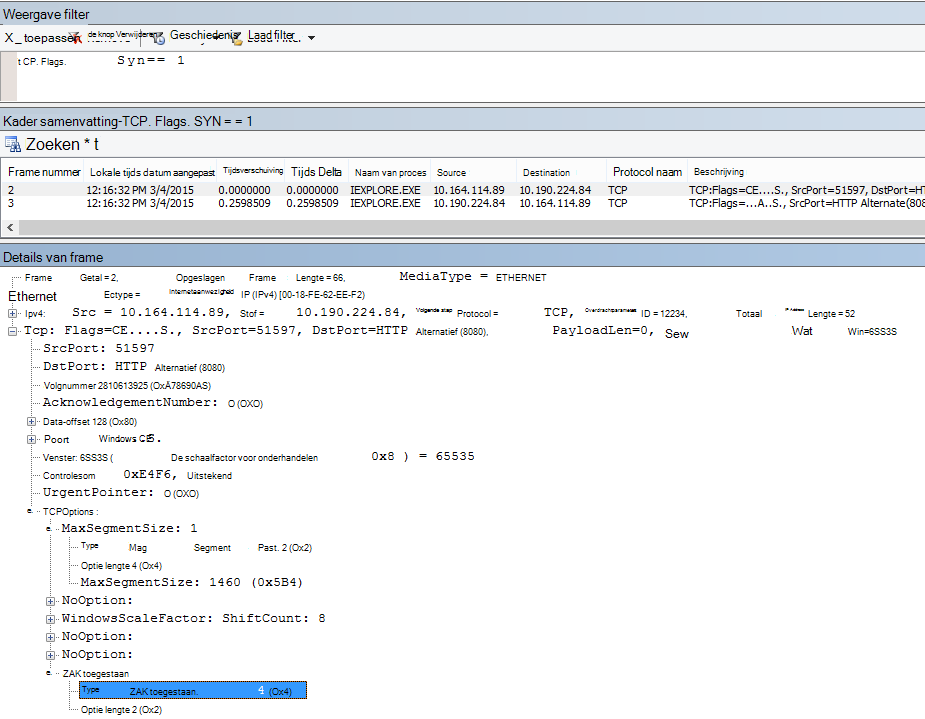 Weergave filter
X_toepassen de knop Verwijderen Geschiedenis Laad filter
t CP. Flags. Syn== 1
Kader samenvatting-TCP. Flags. SYN = = 1
Zoeken * t
Frame nummer Lokale tijds datum aangepast Tijdsverschuiving Tijds Delta Naam van proces Source Destination Protocol naam Beschrijving
2 12:16:32 PM 3/4/2015 0.0000000 0.0000000 IEXPLORE.EXE 10.164.114.89 10.190.224.84 TCP TCP:Flags=CE....S., SrcPort=51597, DstPort=HT
3 12:16:32 PM 3/4/2015 0.2598509 0.2598509 IEXPLORE.EXE 10.190.224.84 10.164.114.89 TCP TCP:Flags=...A..S., SrcPort=HTTP Alternate(808
Details van frame
Frame Getal = 2, Opgeslagen Frame Lengte = 66, MediaType = ETHERNET
Ethernet Ectype = Internetaanwezigheid IP (IPv4) [00-18-FE-62-EE-F2)
Ipv4: Src = 10.164.114.89, Stof = 10.190.224.84, Volgende stap Protocol = TCP, Overdrachtparameters ID = 12234, Totaal Lengte = 52
Tcp: Flags=CE....S., SrcPort=51597, DstPort=HTTP Alternatief (8080), PayloadLen=0, Sew Wat Win=6SS3S
SrcPort: 51597
DstPort: HTTP Alternatief (8080)
Volgnummer 2810613925 (OxÄ78690AS)
AcknowledgementNumber: O (OXO)
Data-offset 128 (Ox80)
Poort Windows CE5.
Venster: 6SS3S ( De schaalfactor voor onderhandelen 0x8 ) = 65535
Controlesom 0xE4F6, Uitstekend
UrgentPointer: O (OXO)
e. TCPOptions :
e. MaxSegmentSize: 1
Type Mag Segment Past. 2 (Ox2)
Optie lengte 4 (Ox4)
MaxSegmentSize: 1460 (0x5B4)
NoOption:
WindowsScaleFactor: ShiftCount: 8
NoOption:
NoOption:
e. ZAK toegestaan
Type ZAK toegestaan. 4 (Ox4)
Optie lengte 2 (Ox2)